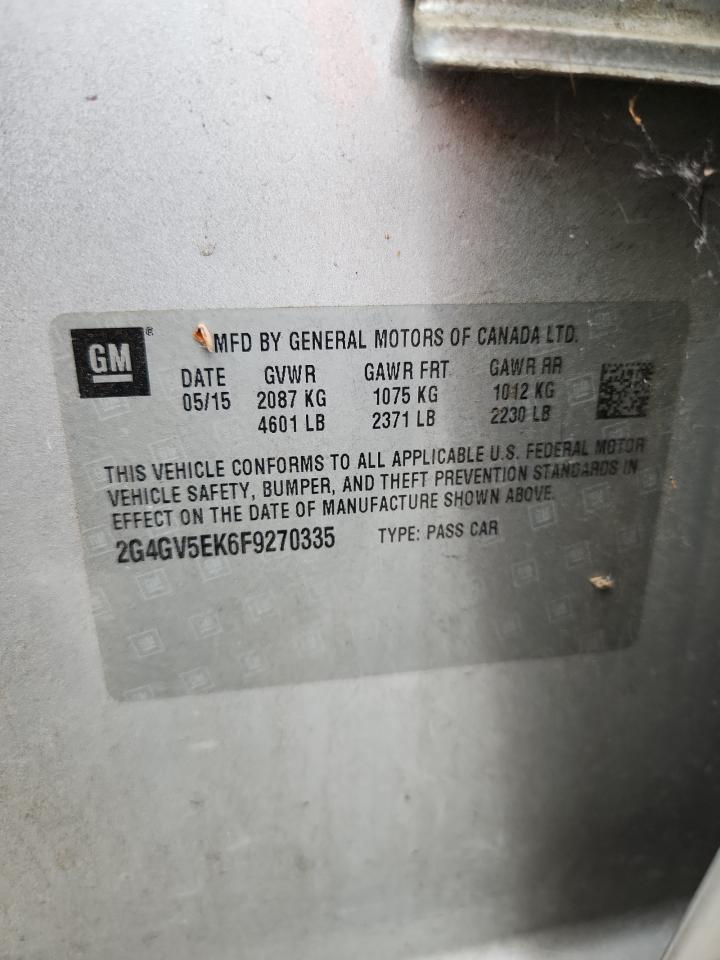 GM ®
MFD BY GENERAL MOTORS OF CANADA LTD.
DATE GVWR GAWR FRT GAWR RR
05/15 2087 KG 1075 KG 1012 KG
4601 LB 2371 LB 2230 LB
THIS VEHICLE CONFORMS TO ALL APPLICABLE U.S. FEDERAL MOTOR
VEHICLE SAFETY, BUMPER, AND THEFT PREVENTION STANDARDS IN
EFFECT ON THE DATE OF MANUFACTURE SHOWN ABOVE.
2G4GV5EK6F9270335 TYPE: PASS CAR